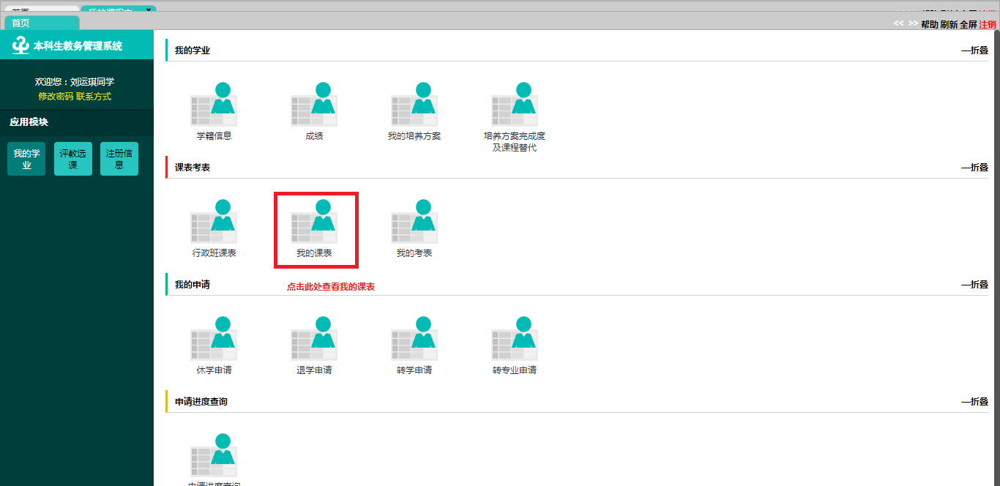 首页
<< >> 帮助 刷新 全屏 注销
本科生教务管理系统
欢迎您：刘运琪同学
修改密码 联系方式
应用模块
我的学业
评教选课
注册信息
我的学业
—折叠
学籍信息
成绩
我的培养方案
培养方案完成度
及课程替代
课表考表
—折叠
行政班课表
我的课表
我的考表
我的申请
点击此处查看我的课表
—折叠
休学申请
退学申请
转学申请
转专业申请
申请进度查询
—折叠
申请进度查询